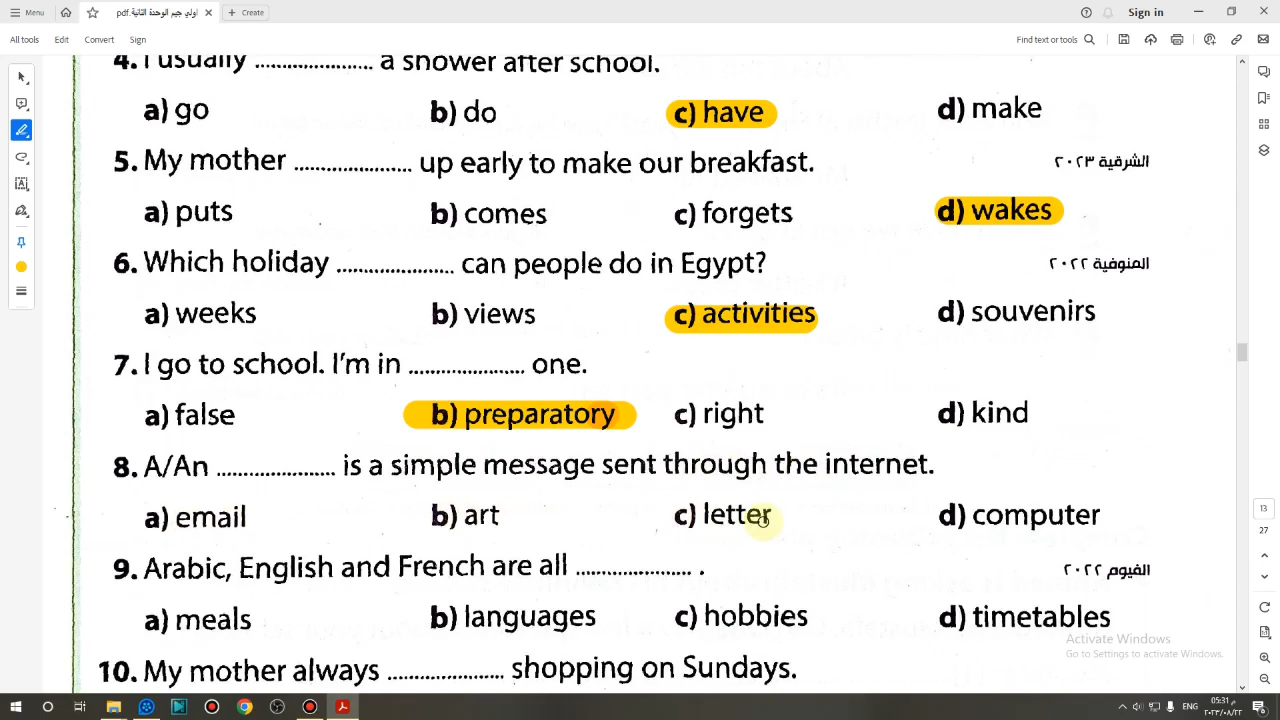 Menu
اولي جيم الوحدة الثانية.pdf
Create
Sign in
All tools Edit Convert Sign
Find text or tools
4. I usually .................... a shower after school.
a) go b) do c) have d) make
5. My mother .................... up early to make our breakfast. الشرقية ٢٠٢٣
a) puts b) comes c) forgets d) wakes
6. Which holiday .................... can people do in Egypt? المنوفية ٢٠٢٢
a) weeks b) views c) activities d) souvenirs
7. I go to school. I'm in .................... one.
a) false b) preparatory c) right d) kind
8. A/An .................... is a simple message sent through the internet.
a) email b) art c) letter d) computer
9. Arabic, English and French are all .................... . الفيوم ٢٠٢٢
a) meals b) languages c) hobbies d) timetables
10. My mother always .................... shopping on Sundays.
13
27
Activate Windows
Go to Settings to activate Windows.
ENG
05:31 م
٢٠٢٣/٠٨/٢٢